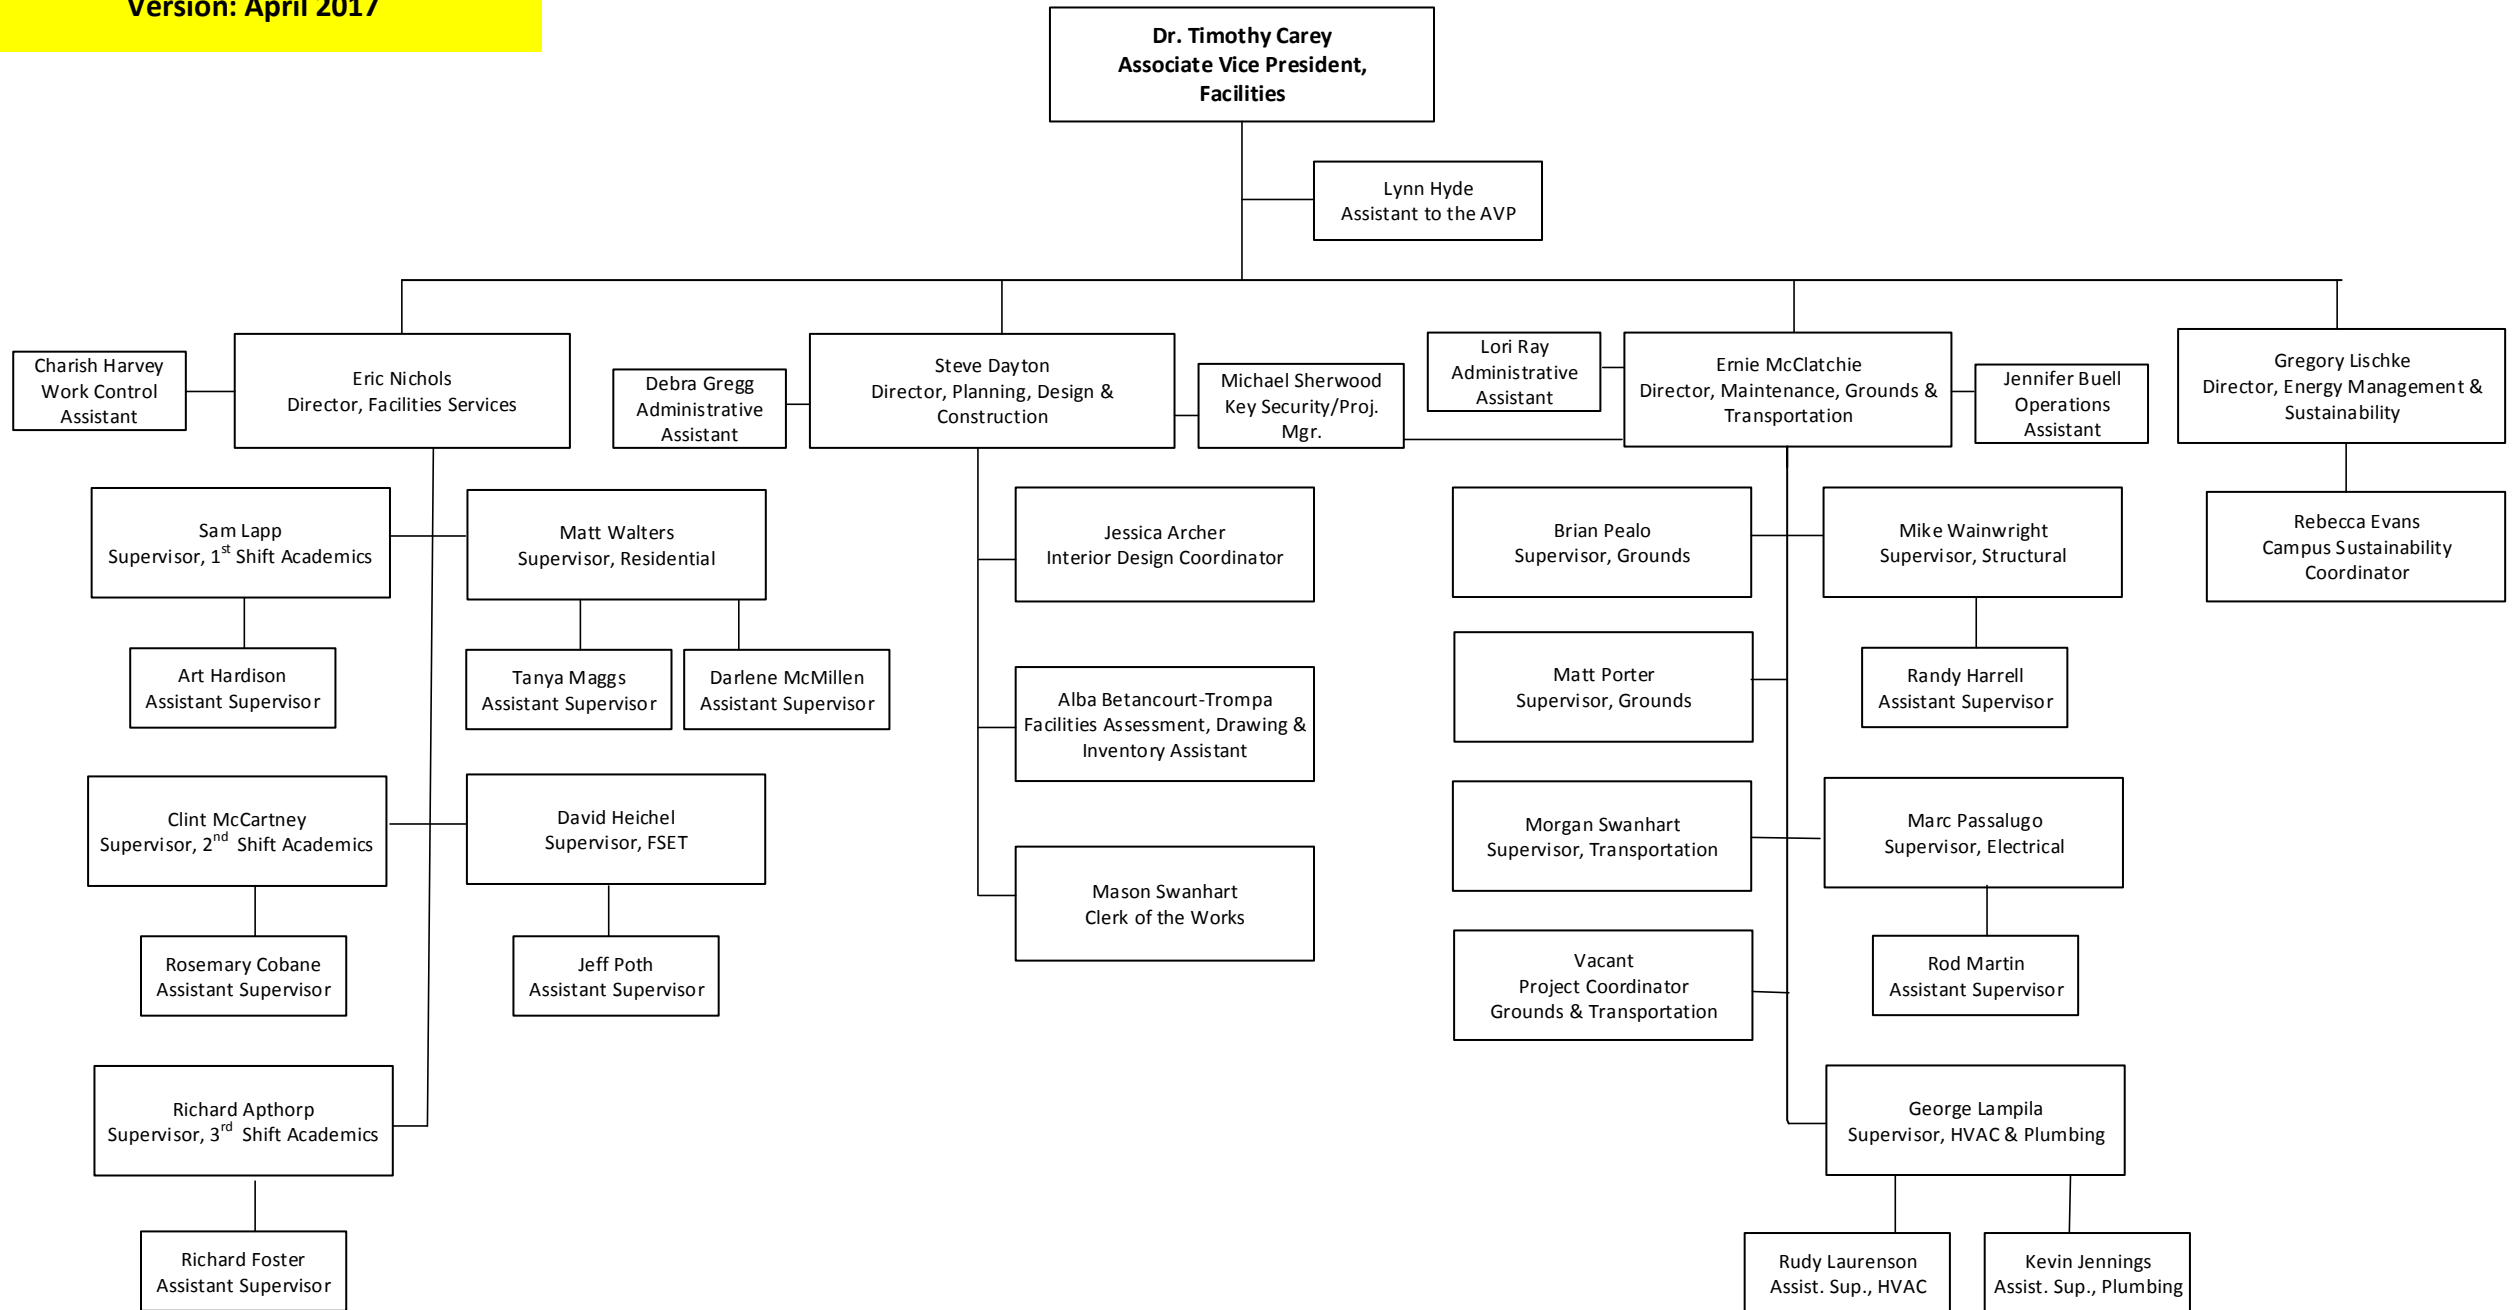 Version: April 2017
Dr. Timothy Carey
Associate Vice President,
Facilities
Lynn Hyde
Assistant to the AVP
Charish Harvey
Work Control
Assistant
Eric Nichols
Director, Facilities Services
Debra Gregg
Administrative
Assistant
Steve Dayton
Director, Planning, Design &
Construction
Michael Sherwood
Key Security/Proj.
Mgr.
Lori Ray
Administrative
Assistant
Ernie McClatchie
Director, Maintenance, Grounds &
Transportation
Jennifer Buell
Operations
Assistant
Gregory Lischke
Director, Energy Management &
Sustainability
Sam Lapp
Supervisor, 1st Shift Academics
Matt Walters
Supervisor, Residential
Jessica Archer
Interior Design Coordinator
Brian Pealo
Supervisor, Grounds
Mike Wainwright
Supervisor, Structural
Rebecca Evans
Campus Sustainability
Coordinator
Art Hardison
Assistant Supervisor
Tanya Maggs
Assistant Supervisor
Darlene McMillen
Assistant Supervisor
Alba Betancourt-Trompa
Facilities Assessment, Drawing &
Inventory Assistant
Matt Porter
Supervisor, Grounds
Randy Harrell
Assistant Supervisor
Clint McCartney
Supervisor, 2nd Shift Academics
David Heichel
Supervisor, FSET
Mason Swanhart
Clerk of the Works
Morgan Swanhart
Supervisor, Transportation
Marc Passalugo
Supervisor, Electrical
Rosemary Cobane
Assistant Supervisor
Jeff Poth
Assistant Supervisor
Vacant
Project Coordinator
Grounds & Transportation
Rod Martin
Assistant Supervisor
Richard Apthorp
Supervisor, 3rd Shift Academics
George Lampila
Supervisor, HVAC & Plumbing
Richard Foster
Assistant Supervisor
Rudy Laurenson
Assist. Sup., HVAC
Kevin Jennings
Assist. Sup., Plumbing